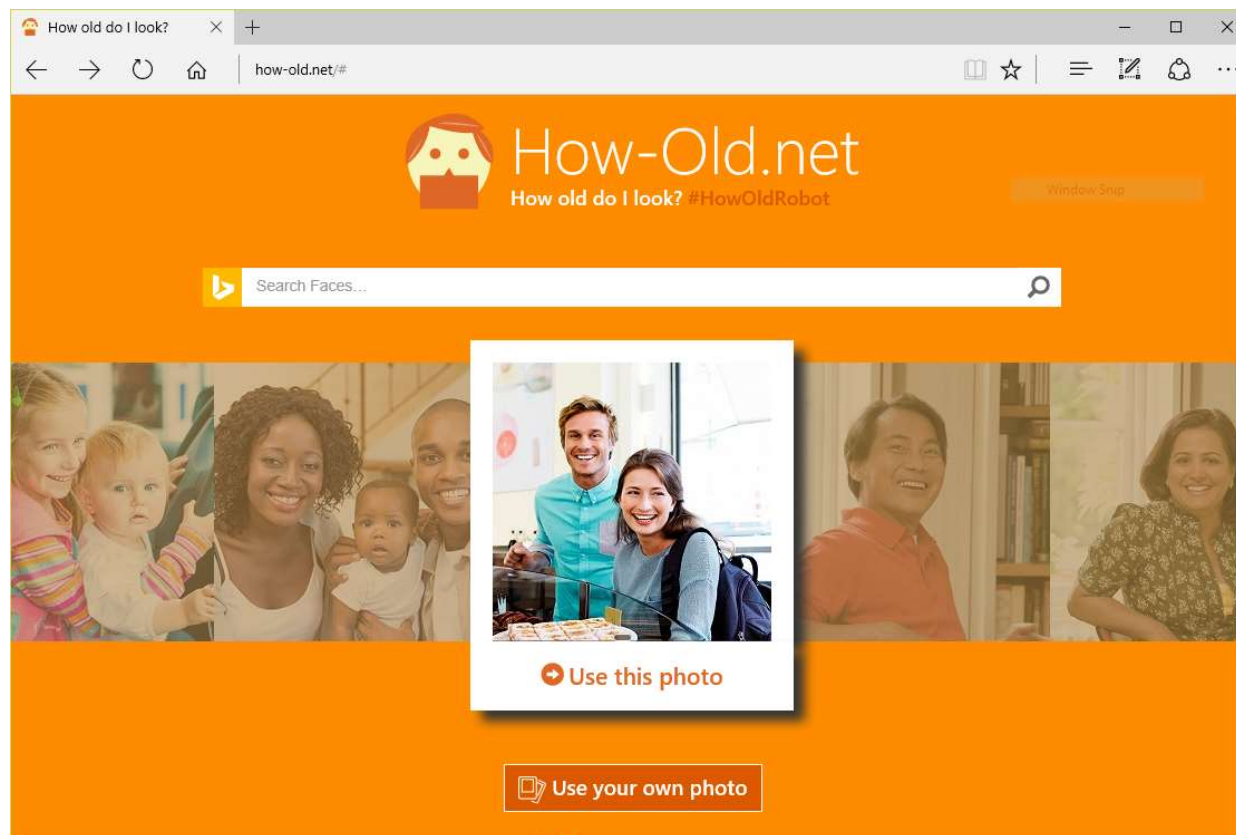 How old do I look?
how-old.net/#
How-Old.net
How old do I look? #HowOldRobot
Window Snip
Search Faces...
Use this photo
Use your own photo